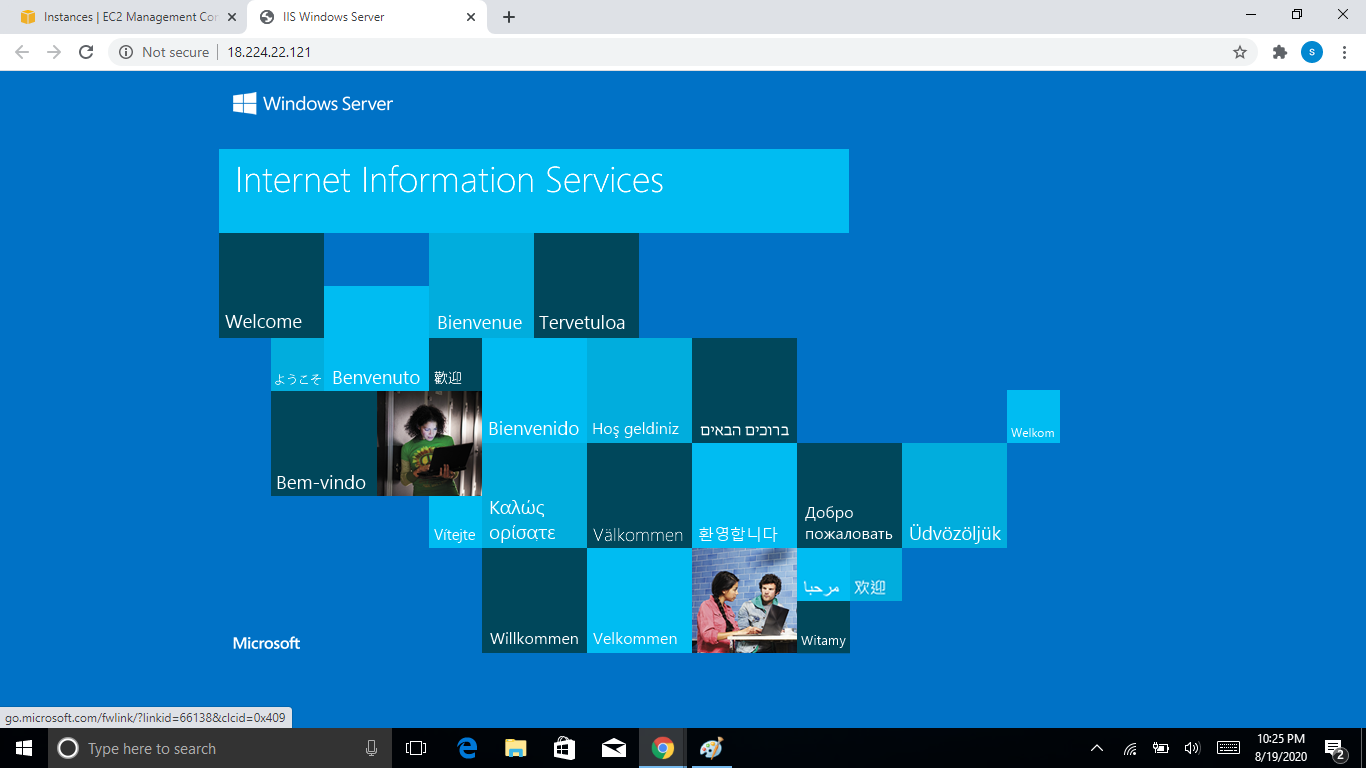 Instances | EC2 Management Con
IIS Windows Server
Not secure
18.224.22.121
s
Windows Server
Internet Information Services
Welcome
Bienvenue
Tervetuloa
ようこそ
Benvenuto
歡迎
Bienvenido
Hoş geldiniz
ברוכים הבאים
Welkom
Bem-vindo
Vítejte
Καλώς
ορίσατε
Välkommen
환영합니다
Добро
пожаловать
Üdvözöljük
Willkommen
Velkommen
مرحبا
欢迎
Witamy
Microsoft
go.microsoft.com/fwlink/?linkid=66138&clcid=0x409
Type here to search
10:25 PM
8/19/2020
2